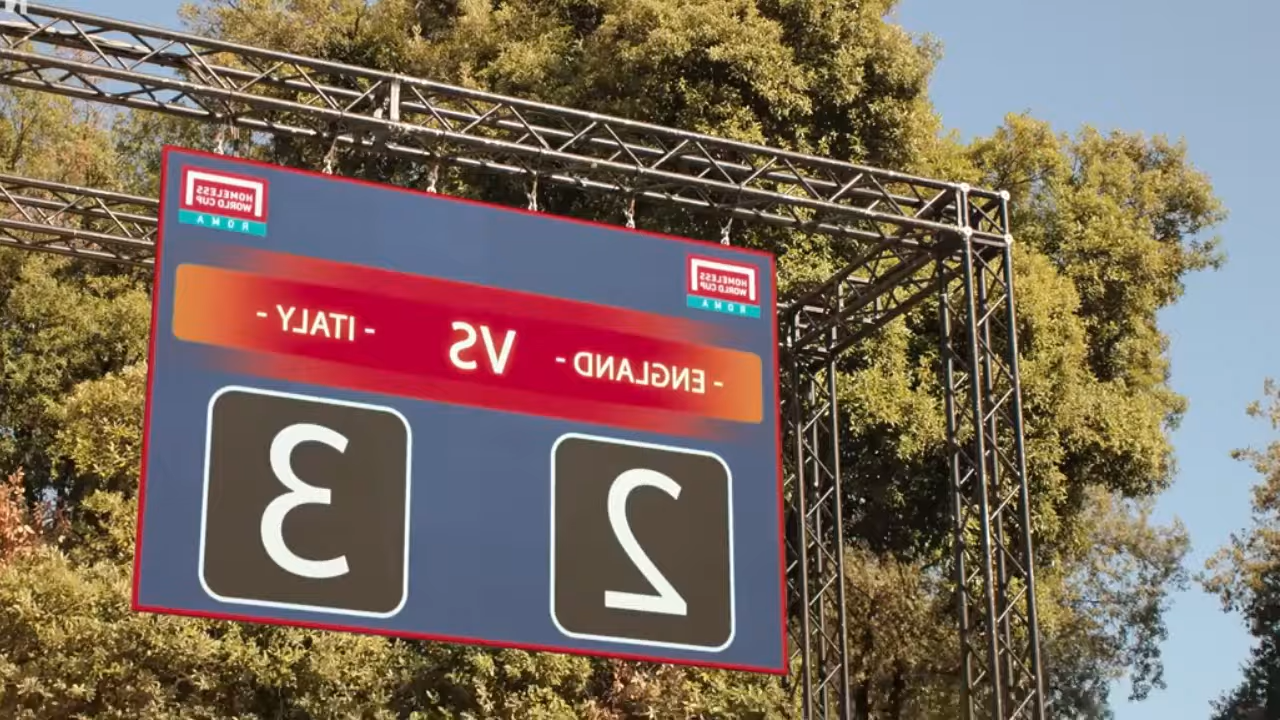 HOMELESS
WORLD CUP
ROMA
HOMELESS
WORLD CUP
ROMA
- ENGLAND - VS - ITALY -
2 3